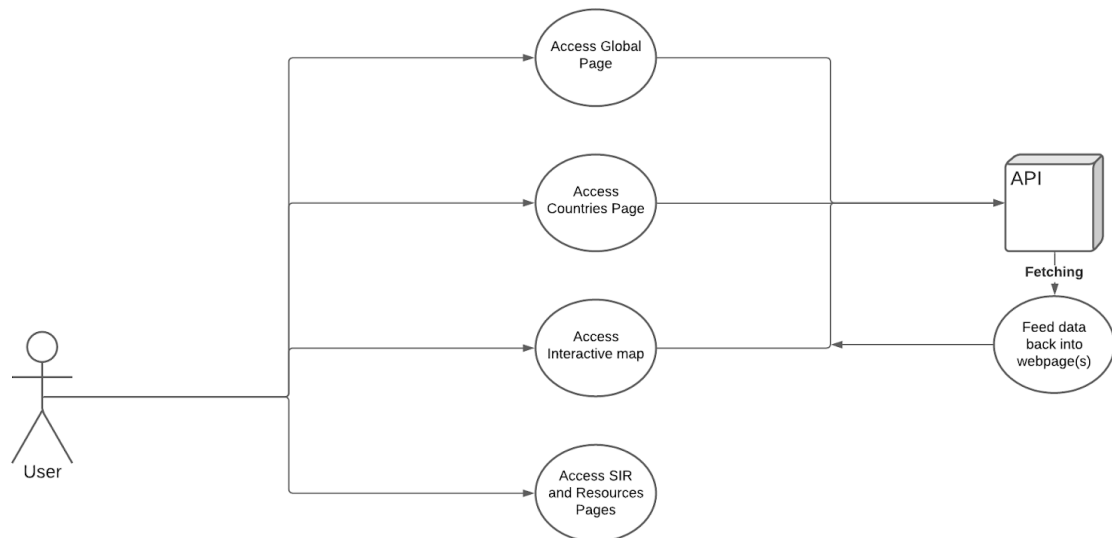 Access Global
Page
Access
Countries Page
API
Fetching
Access
Interactive map
Feed data
back into
webpage(s)
User
Access SIR
and Resources
Pages